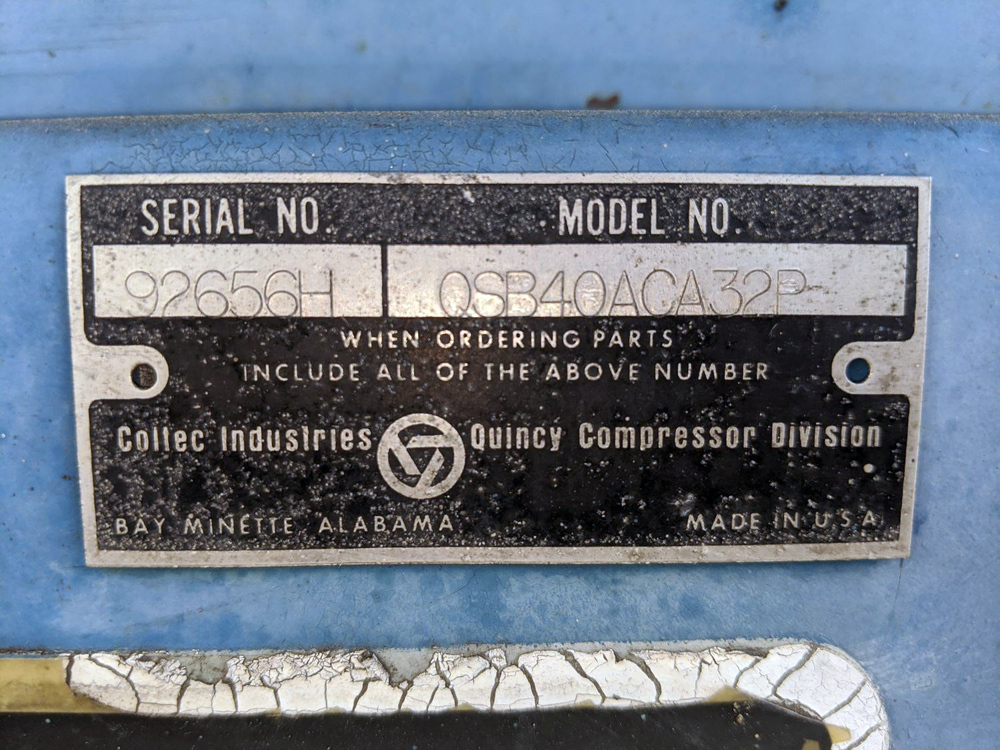 SERIAL NO. MODEL NO.
92656H QSB40ACA32P
WHEN ORDERING PARTS
INCLUDE ALL OF THE ABOVE NUMBER
Coltec Industries Quincy Compressor Division
BAY MINETTE, ALABAMA MADE IN U S A